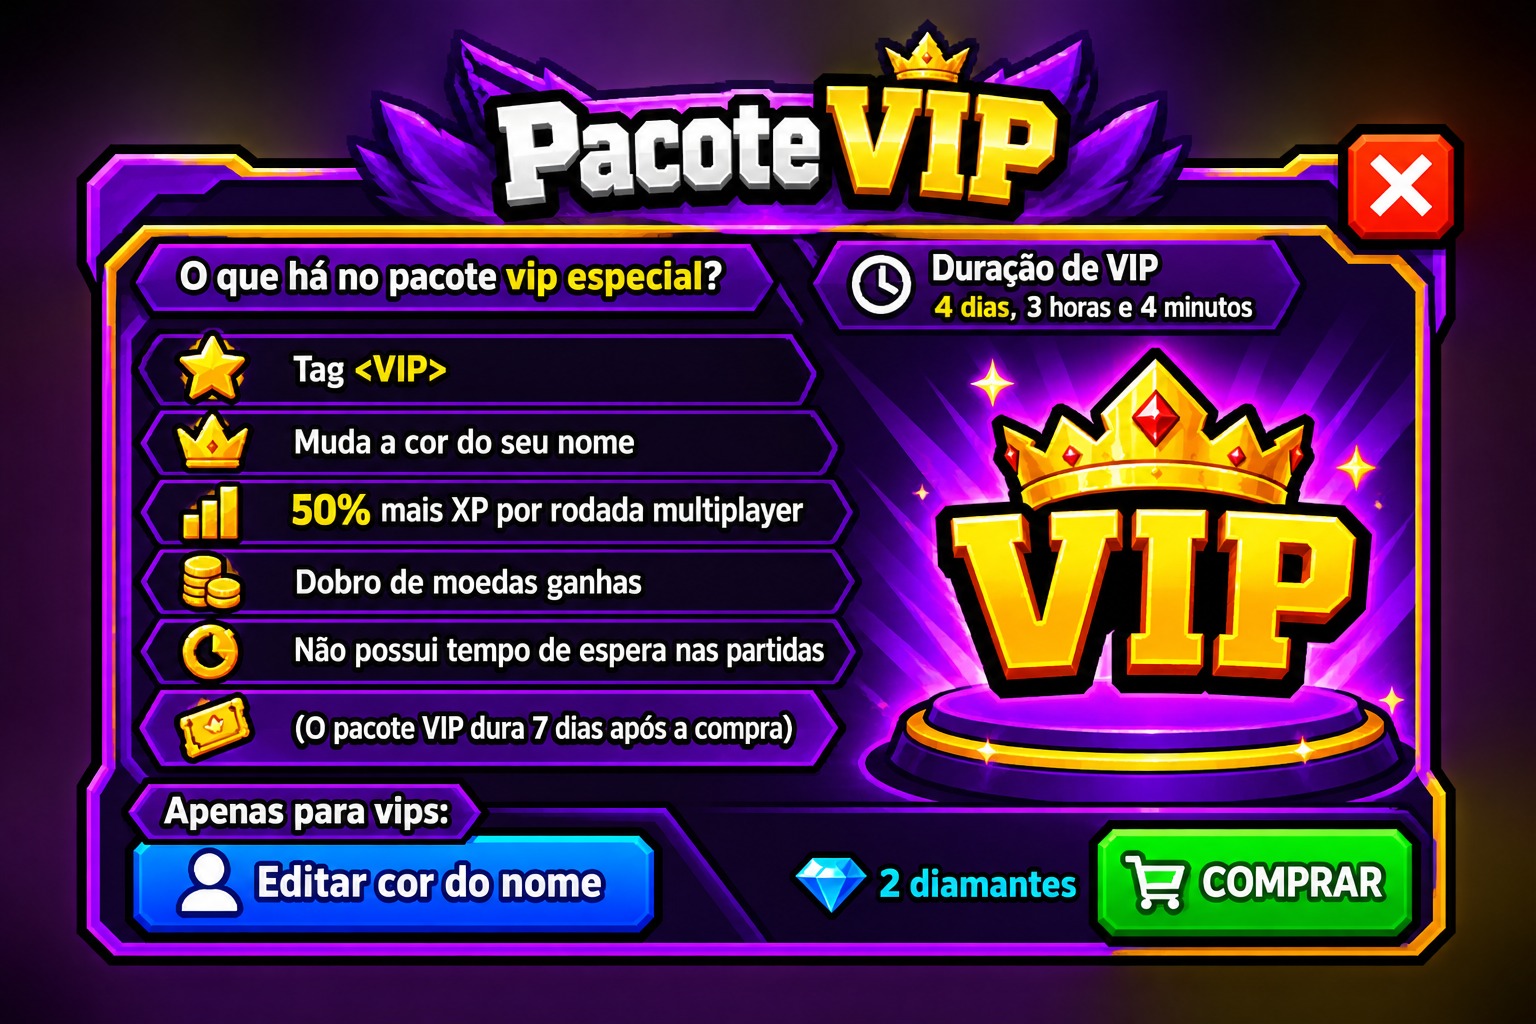 Pacote VIP
O que há no pacote vip especial?
Duração de VIP
4 dias, 3 horas e 4 minutos
Tag <VIP>
Muda a cor do seu nome
50% mais XP por rodada multiplayer
Dobro de moedas ganhas
Não possui tempo de espera nas partidas
(O pacote VIP dura 7 dias após a compra)
VIP
Apenas para vips:
Editar cor do nome
2 diamantes
COMPRAR